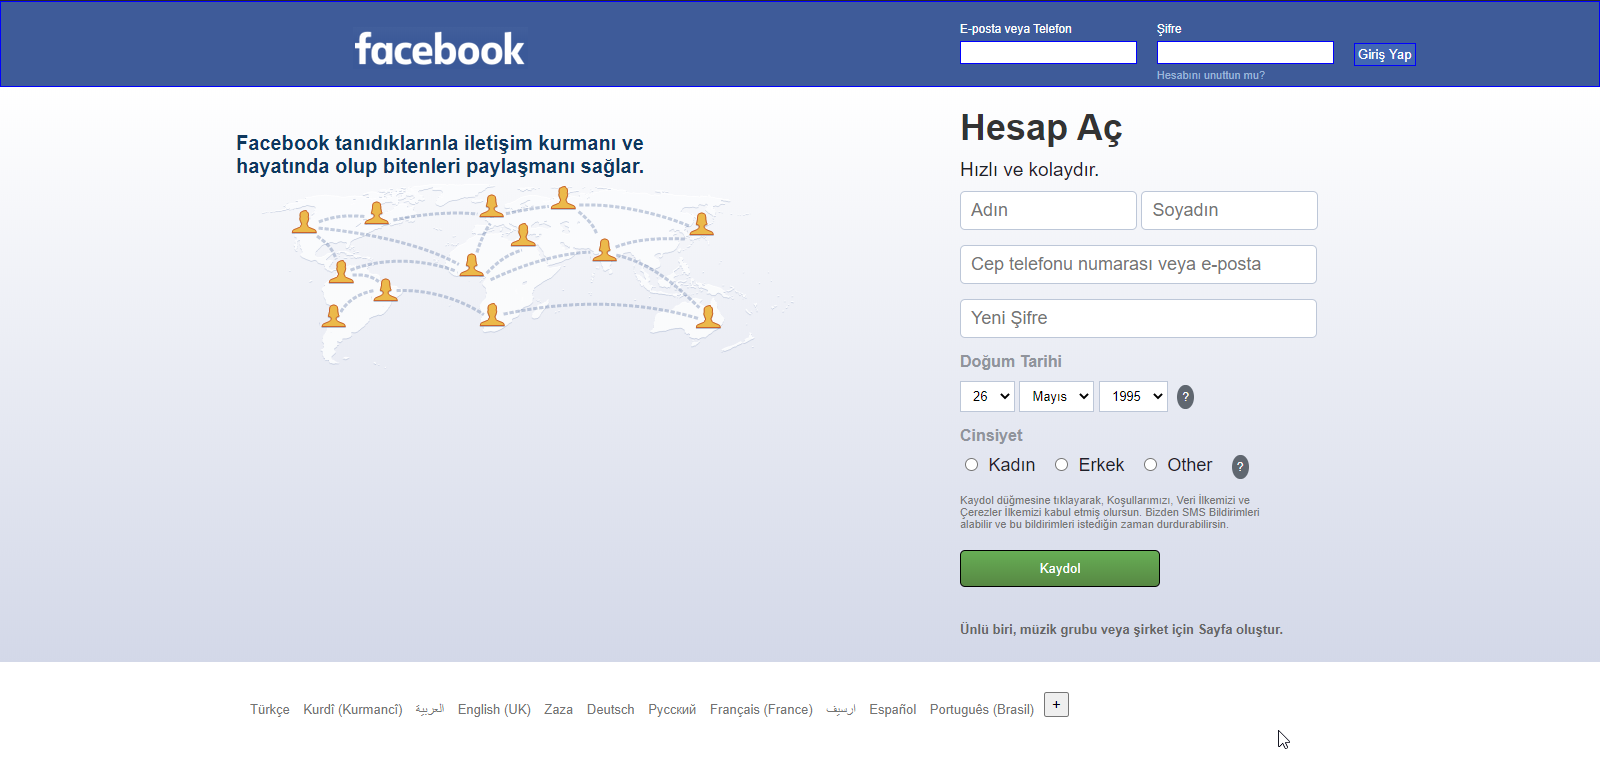 facebook
E-posta veya Telefon
Şifre
Giriş Yap
Hesabını unuttun mu?
Facebook tanıdıklarınla iletişim kurmanı ve
hayatında olup bitenleri paylaşmanı sağlar.
Hesap Aç
Hızlı ve kolaydır.
Adın
Soyadın
Cep telefonu numarası veya e-posta
Yeni Şifre
Doğum Tarihi
26 Mayıs 1995 ?
Cinsiyet
Kadın Erkek Other ?
Kaydol düğmesine tıklayarak, Koşullarımızı, Veri İlkemizi ve
Çerezler İlkemizi kabul etmiş olursun. Bizden SMS Bildirimleri
alabilir ve bu bildirimleri istediğin zaman durdurabilirsin.
Kaydol
Ünlü biri, müzik grubu veya şirket için Sayfa oluştur.
Türkçe Kurdî (Kurmancî) العربية English (UK) Zaza Deutsch Русский Français (France) ارسيف Español Português (Brasil) +